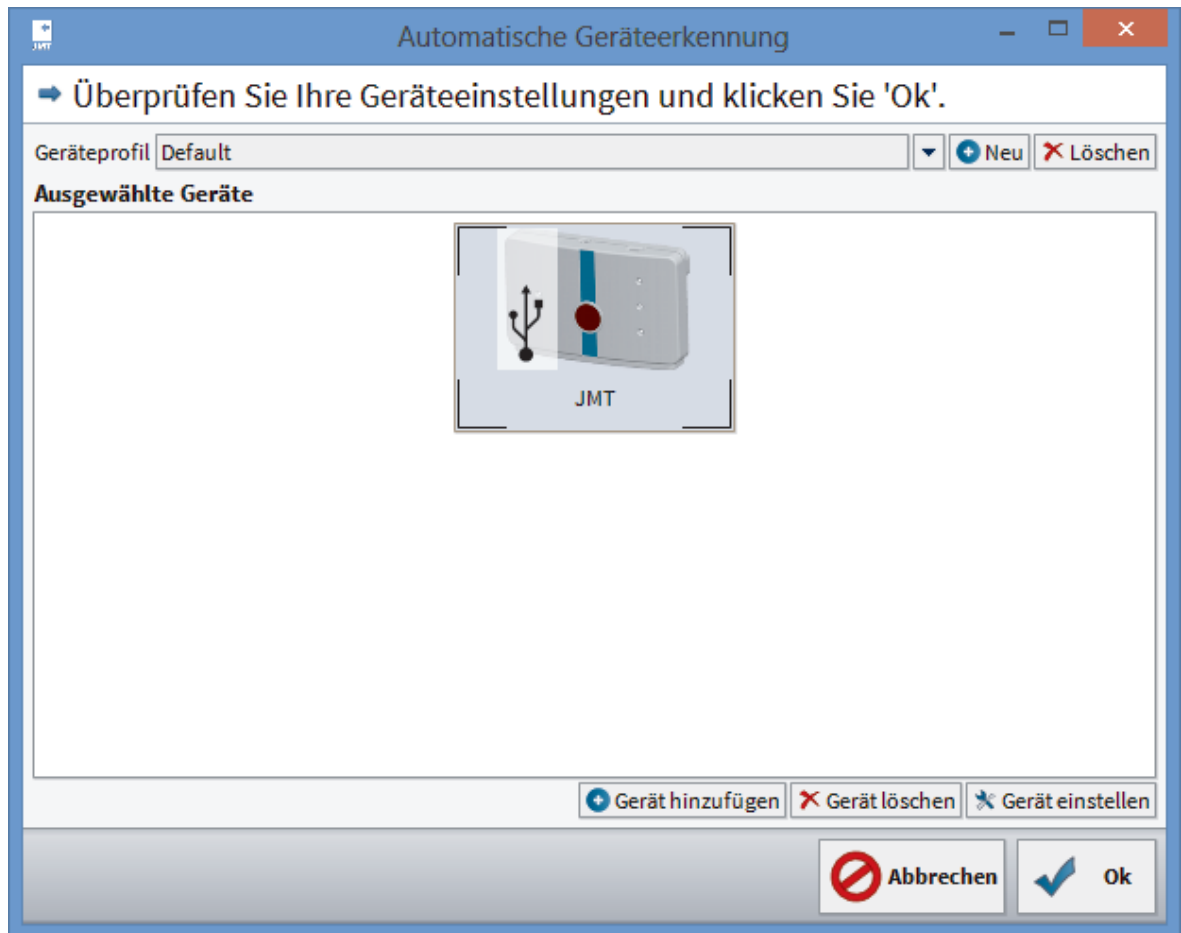 JMT
Automatische Geräteerkennung
Überprüfen Sie Ihre Geräteeinstellungen und klicken Sie 'Ok'.
Geräteprofil Default Neu Löschen
Ausgewählte Geräte
JMT
Gerät hinzufügen Gerät löschen Gerät einstellen
Abbrechen Ok